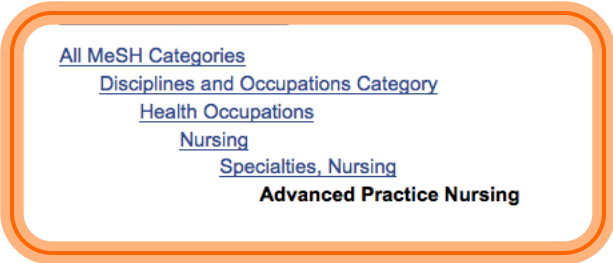 All MeSH Categories
Disciplines and Occupations Category
Health Occupations
Nursing
Specialties, Nursing
Advanced Practice Nursing